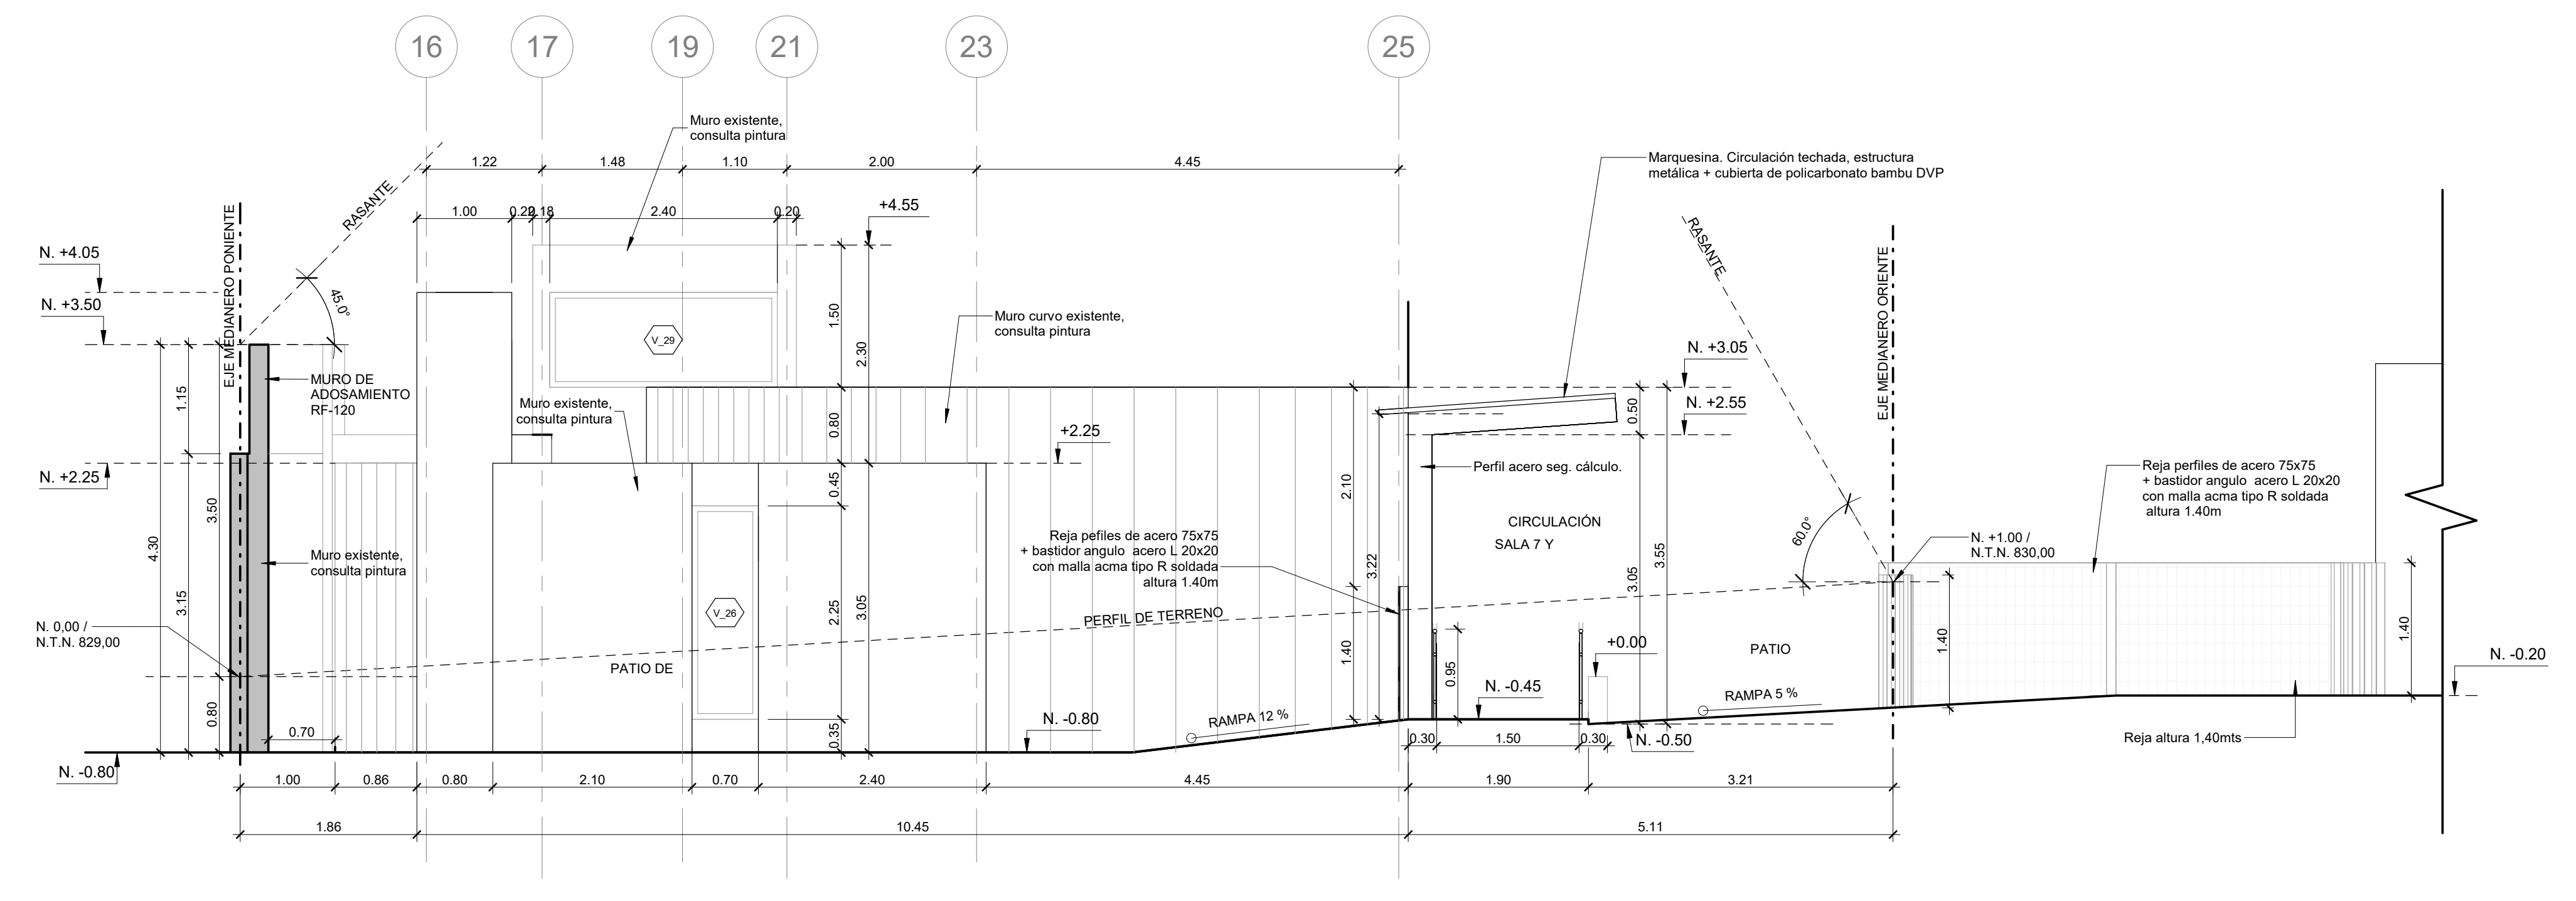 16
17
19
21
23
25
Muro existente,
consulta pintura
1.22
1.48
1.10
2.00
4.45
Marquesina. Circulación techada, estructura
metálica + cubierta de policarbonato bambu DVP
RASANTE
EJE MEDIANERO PONIENTE
1.00
0.18
2.40
0.20
+4.55
RASANTE
EJE MEDIANERO ORIENTE
N. +4.05
N. +3.50
45.0°
1.50
2.30
V_29
Muro curvo existente,
consulta pintura
N. +3.05
N. +2.55
0.50
MURO DE
ADOSAMIENTO
RF-120
1.15
Muro existente,
consulta pintura
0.80
+2.25
N. +2.25
0.45
2.10
Perfil acero seg. cálculo.
Reja perfiles de acero 75x75
+ bastidor angulo acero L 20x20
con malla acma tipo R soldada
altura 1.40m
3.50
4.30
CIRCULACIÓN
SALA 7 Y
60.0°
N. +1.00 /
N.T.N. 830,00
Reja pefiles de acero 75x75
+ bastidor angulo acero L 20x20
con malla acma tipo R soldada
altura 1.40m
Muro existente,
consulta pintura
3.15
3.22
3.05
3.55
2.25
3.05
V_26
PERFIL DE TERRENO
N. 0,00 /
N.T.N. 829,00
PATIO DE
1.40
0.95
+0.00
PATIO
1.40
1.40
N. -0.20
N. -0.45
RAMPA 5 %
0.80
0.70
0.35
N. -0.80
RAMPA 12 %
0.30
1.50
0.30
N. -0.50
Reja altura 1,40mts
N. -0.80
1.00
0.86
0.80
2.10
0.70
2.40
4.45
1.90
3.21
1.86
10.45
5.11